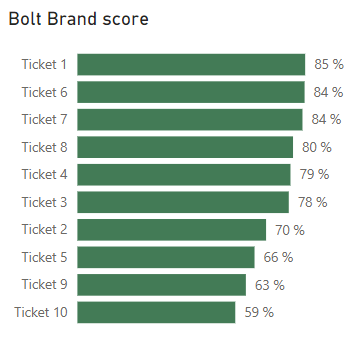 Bolt Brand score
Ticket 1 85 %
Ticket 6 84 %
Ticket 7 84 %
Ticket 8 80 %
Ticket 4 79 %
Ticket 3 78 %
Ticket 2 70 %
Ticket 5 66 %
Ticket 9 63 %
Ticket 10 59 %